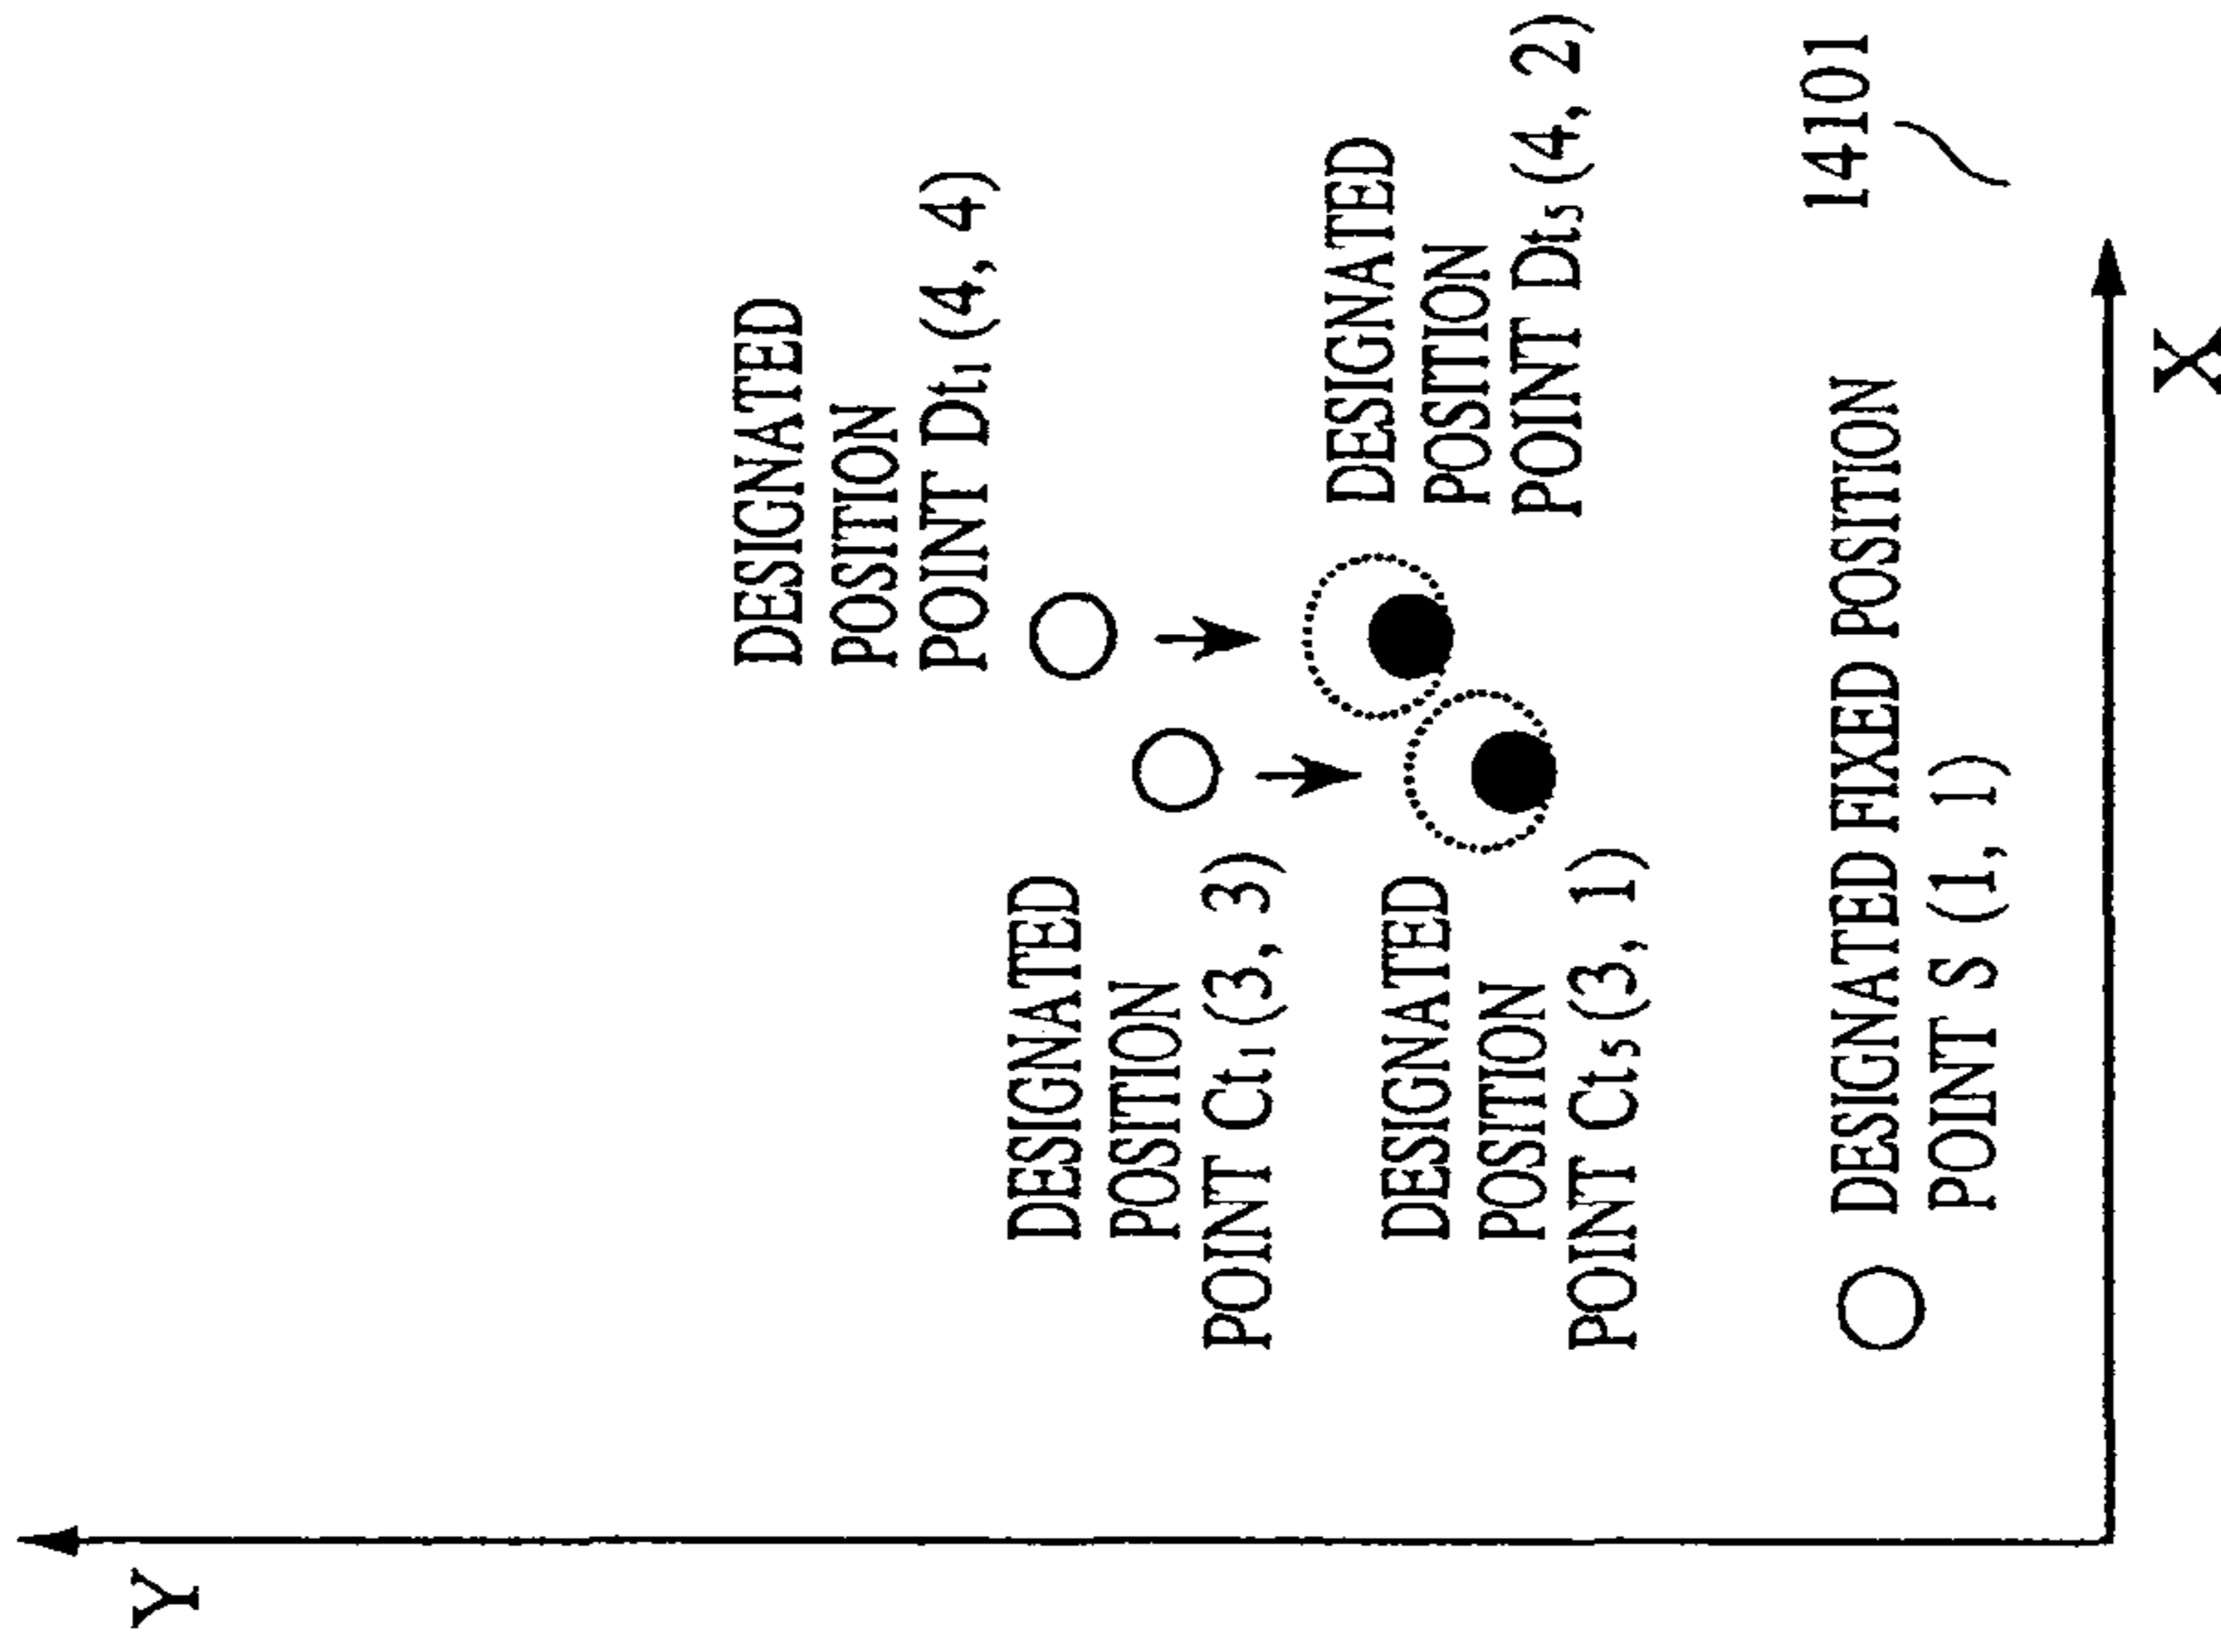 Y
DESIGNATED
POSITION
POINT Dt₁ (4, 4)
DESIGNATED
POSITION
POINT Ct₁ (3, 3)
DESIGNATED
POSITION
POINT Dt₅ (4, 2)
DESIGNATED
POSITION
POINT Ct₅ (3, 1)
14101
DESIGNATED FIXED POSITION
POINT S (1, 1)
X